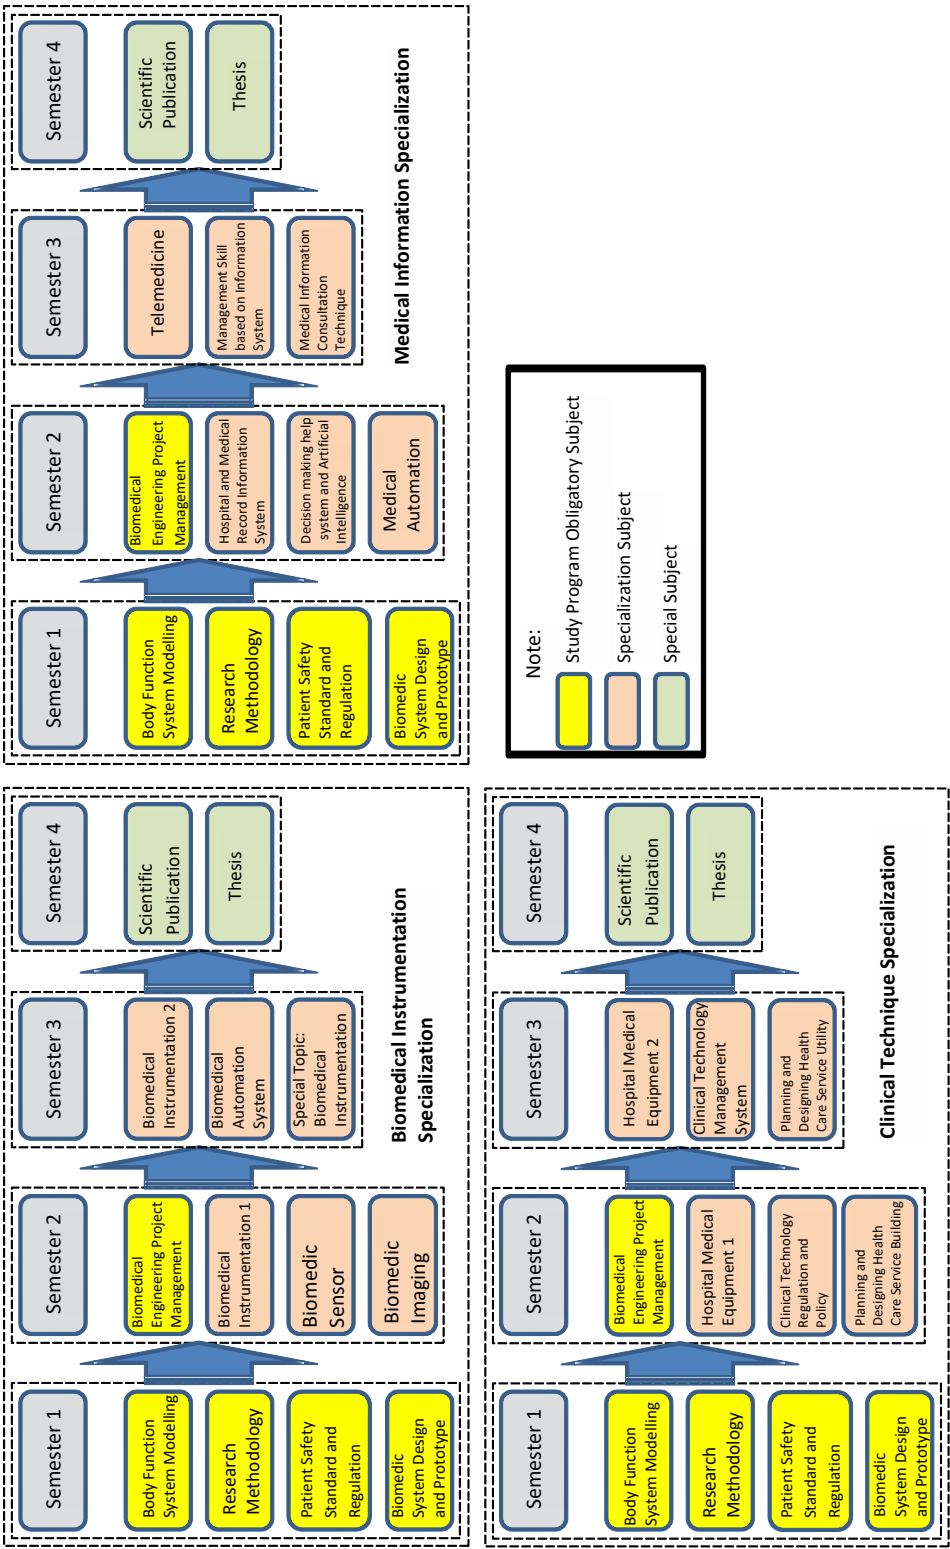 Semester 1
Body Function
System Modelling
Research
Methodology
Patient Safety
Standard and
Regulation
Biomedic
System Design
and Prototype
Semester 2
Biomedical
Engineering Project
Management
Biomedical
Instrumentation 1
Biomedic
Sensor
Biomedic
Imaging
Semester 3
Biomedical
Instrumentation 2
Biomedical
Automation
System
Special Topic:
Biomedical
Instrumentation
Semester 4
Scientific
Publication
Thesis
Biomedical Instrumentation
Specialization
Semester 1
Body Function
System Modelling
Research
Methodology
Patient Safety
Standard and
Regulation
Biomedic
System Design
and Prototype
Semester 2
Biomedical
Engineering Project
Management
Hospital and Medical
Record Information
System
Decision making help
system and Artificial
Intelligence
Medical
Automation
Semester 3
Telemedicine
Management Skill
based on Information
System
Medical Information
Consultation
Technique
Semester 4
Scientific
Publication
Thesis
Medical Information Specialization
Semester 1
Body Function
System Modelling
Research
Methodology
Patient Safety
Standard and
Regulation
Biomedic
System Design
and Prototype
Semester 2
Biomedical
Engineering Project
Management
Hospital Medical
Equipment 1
Clinical Technology
Regulation and
Policy
Planning and
Designing Health
Care Service Building
Semester 3
Hospital Medical
Equipment 2
Clinical Technology
Management
System
Planning and
Designing Health
Care Service Utility
Semester 4
Scientific
Publication
Thesis
Clinical Technique Specialization
Note:
Study Program Obligatory Subject
Specialization Subject
Special Subject